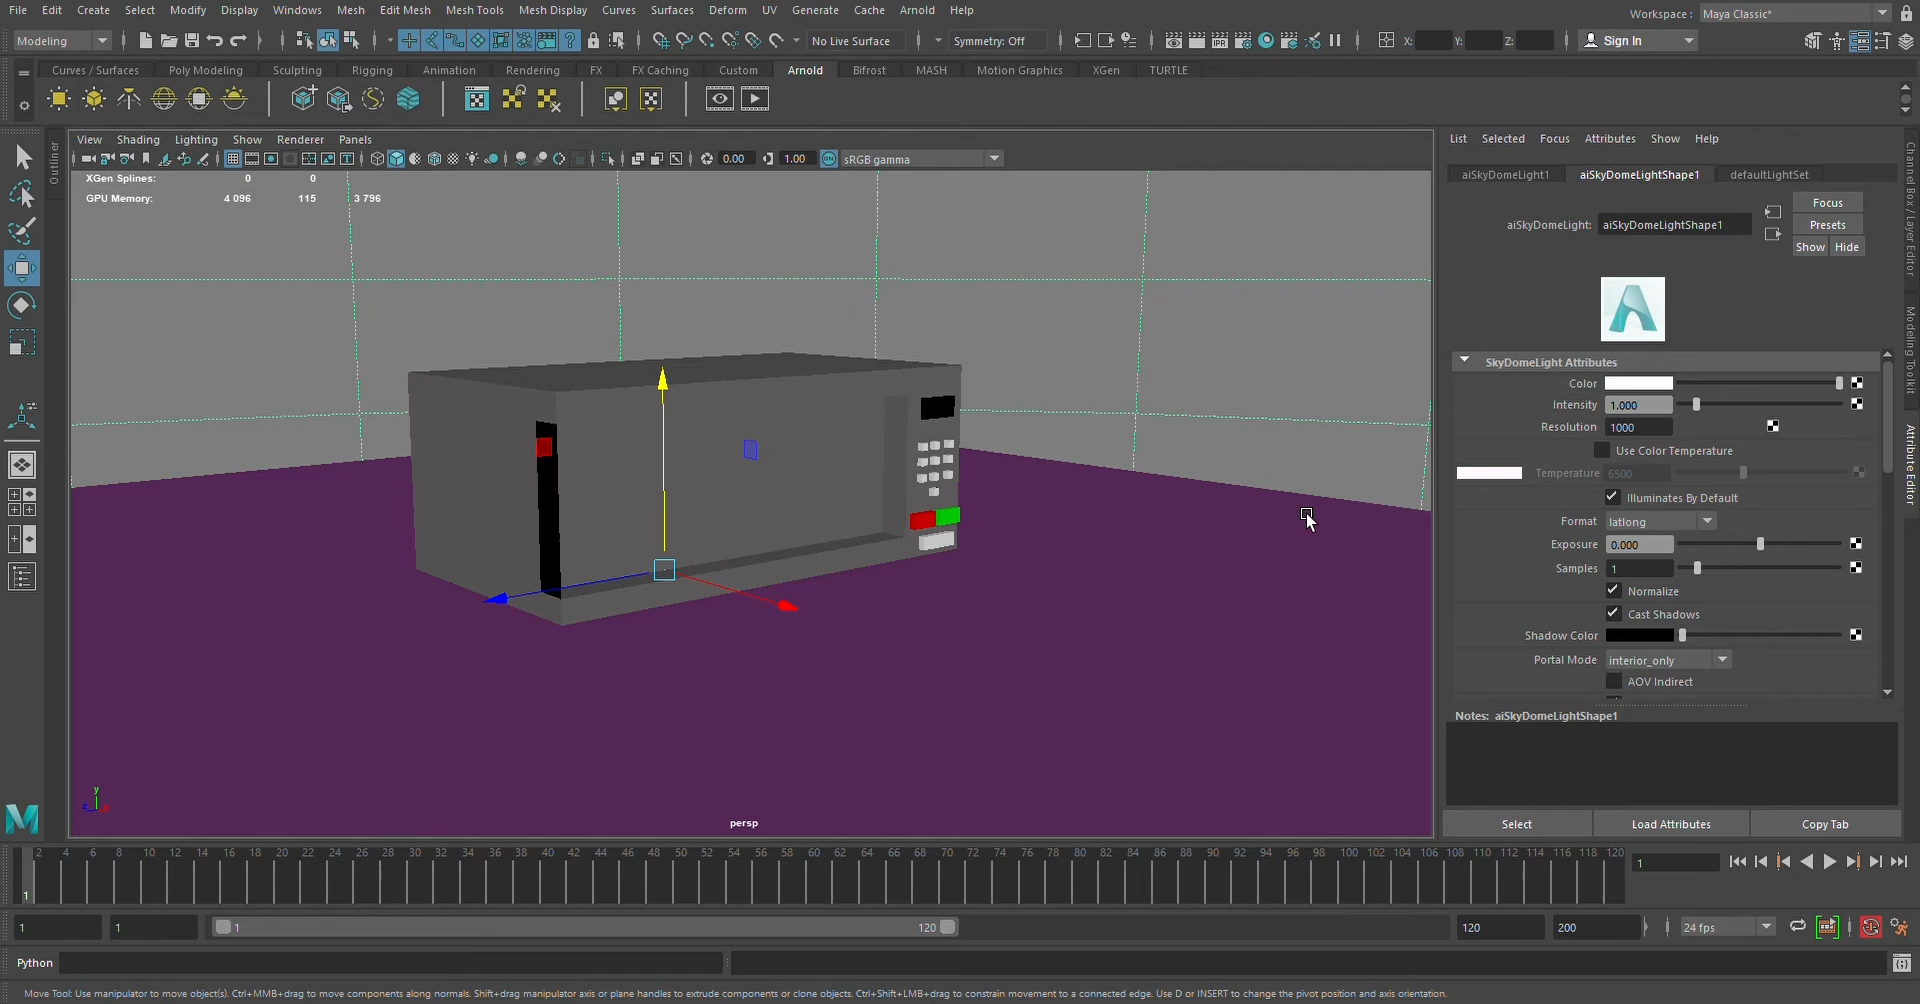 File Edit Create Select Modify Display Windows Mesh Edit Mesh Mesh Tools Mesh Display Curves Surfaces Deform UV Generate Cache Arnold Help
Workspace : Maya Classic*
Modeling No Live Surface Symmetry: Off IPR X: Y: Z: Sign In
Curves / Surfaces Poly Modeling Sculpting Rigging Animation Rendering FX FX Caching Custom Arnold Bifrost MASH Motion Graphics XGen TURTLE
Outliner
View Shading Lighting Show Renderer Panels
0.00 1.00 ON sRGB gamma
XGen Splines: 0 0
GPU Memory: 4 096 115 3 796
y
z
persp
List Selected Focus Attributes Show Help
aiSkyDomeLight1 aiSkyDomeLightShape1 defaultLightSet
Focus
aiSkyDomeLight: aiSkyDomeLightShape1 Presets
Show Hide
SkyDomeLight Attributes
Color
Intensity 1.000
Resolution 1000
Use Color Temperature
Temperature 6500
Illuminates By Default
Format latlong
Exposure 0.000
Samples 1
Normalize
Cast Shadows
Shadow Color
Portal Mode interior_only
AOV Indirect
Notes: aiSkyDomeLightShape1
Select Load Attributes Copy Tab
Channel Box / Layer Editor
Modeling Toolkit
Attribute Editor
2 4 6 8 10 12 14 16 18 20 22 24 26 28 30 32 34 36 38 40 42 44 46 48 50 52 54 56 58 60 62 64 66 68 70 72 74 76 78 80 82 84 86 88 90 92 94 96 98 100 102 104 106 108 110 112 114 116 118 120
1 1
1 1 1 120 120 200 24 fps
Python
Move Tool: Use manipulator to move object(s). Ctrl+MMB+drag to move components along normals. Shift+drag manipulator axis or plane handles to extrude components or clone objects. Ctrl+Shift+LMB+drag to constrain movement to a connected edge. Use D or INSERT to change the pivot position and axis orientation.